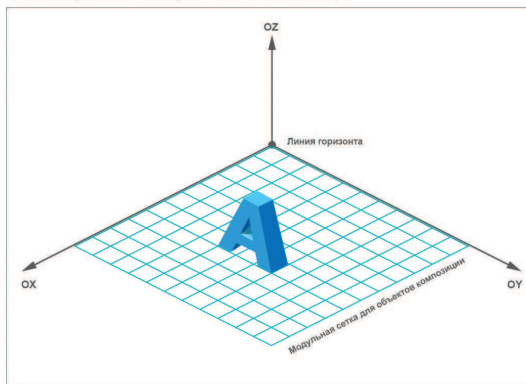 OZ
Линия горизонта
А
OX
OY
Модульная сетка для объектов композиции